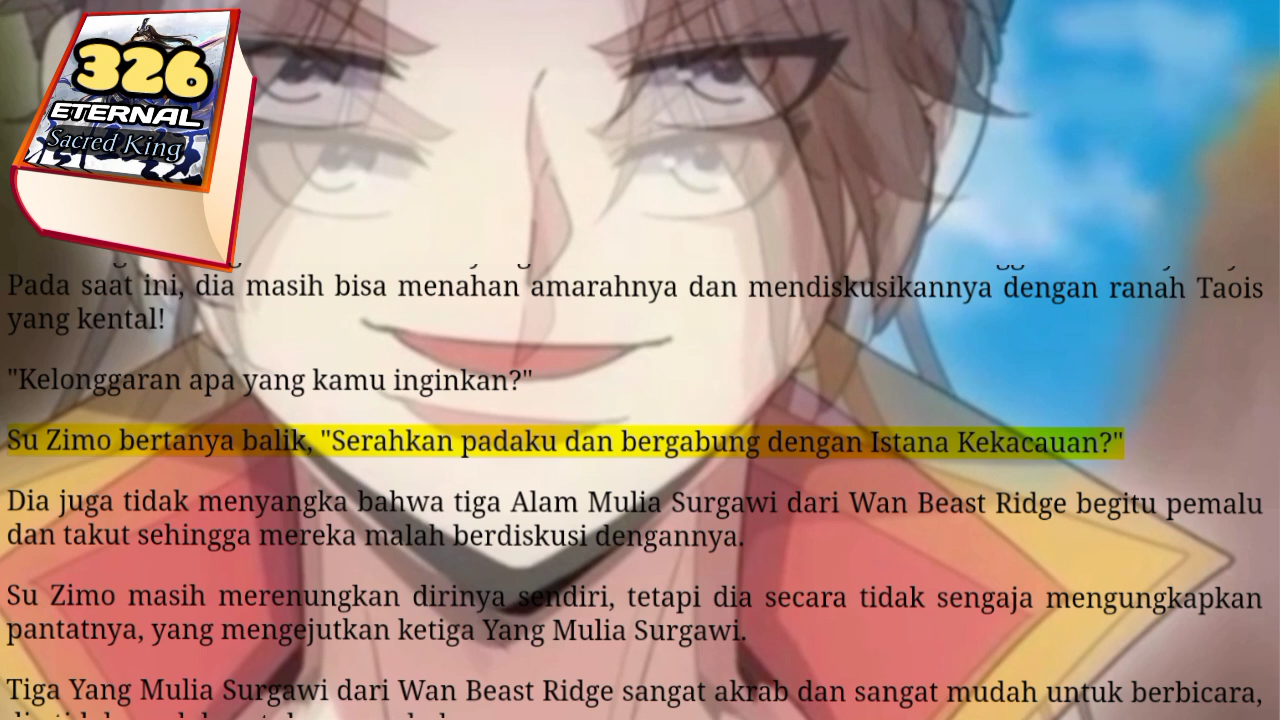 326
ETERNAL
Sacred King
Pada saat ini, dia masih bisa menahan amarahnya dan mendiskusikannya dengan ranah Taois
yang kental!
"Kelonggaran apa yang kamu inginkan?"
Su Zimo bertanya balik, "Serahkan padaku dan bergabung dengan Istana Kekacauan?"
Dia juga tidak menyangka bahwa tiga Alam Mulia Surgawi dari Wan Beast Ridge begitu pemalu
dan takut sehingga mereka malah berdiskusi dengannya.
Su Zimo masih merenungkan dirinya sendiri, tetapi dia secara tidak sengaja mengungkapkan
pantatnya, yang mengejutkan ketiga Yang Mulia Surgawi.
Tiga Yang Mulia Surgawi dari Wan Beast Ridge sangat akrab dan sangat mudah untuk berbicara,